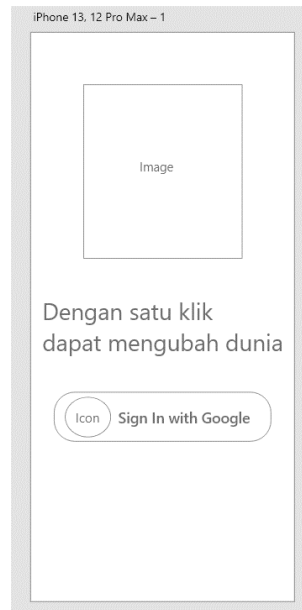 iPhone 13, 12 Pro Max – 1
Image
Dengan satu klik
dapat mengubah dunia
Icon Sign In with Google